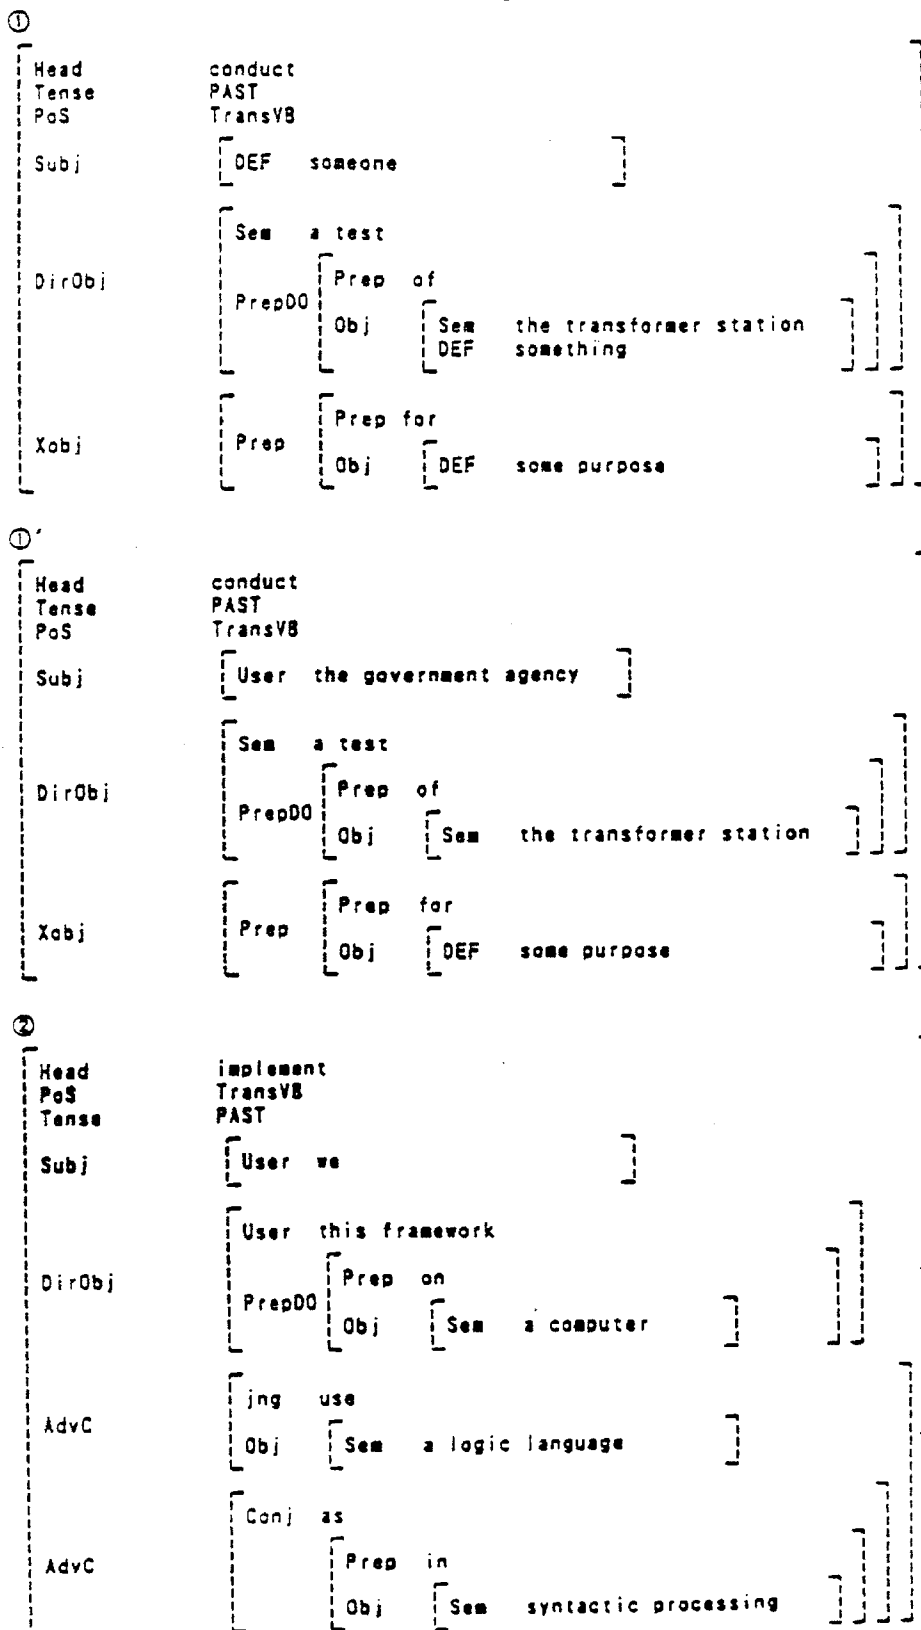 ①
Head conduct
Tense PAST
PoS TransVB
Subj DEF someone
Sem a test
DirObj
Prep of
PrepDO
Obj Sem the transformer station
DEF something
Prep for
Xobj Prep
Obj DEF some purpose
①'
Head conduct
Tense PAST
PoS TransVB
Subj User the government agency
Sem a test
DirObj
Prep of
PrepDO
Obj Sem the transformer station
Prep for
Xobj Prep
Obj DEF some purpose
②
Head implement
PoS TransVB
Tense PAST
Subj User we
User this framework
DirObj
Prep on
PrepDO
Obj Sem a computer
jng use
AdvC
Obj Sem a logic language
Conj as
AdvC
Prep in
Obj Sem syntactic processing